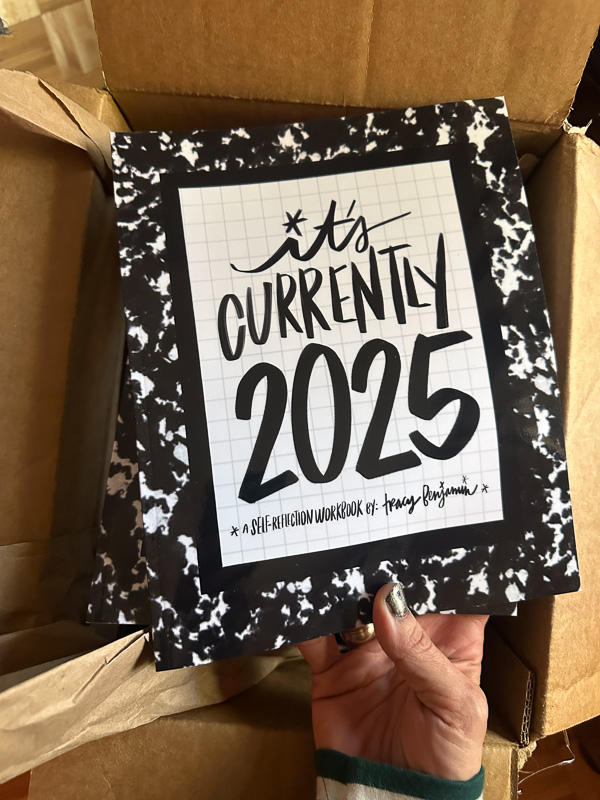 it's
CURRENTLY
2025
* A SELF-REFLECTION WORKBOOK BY: tracy Benjamin *